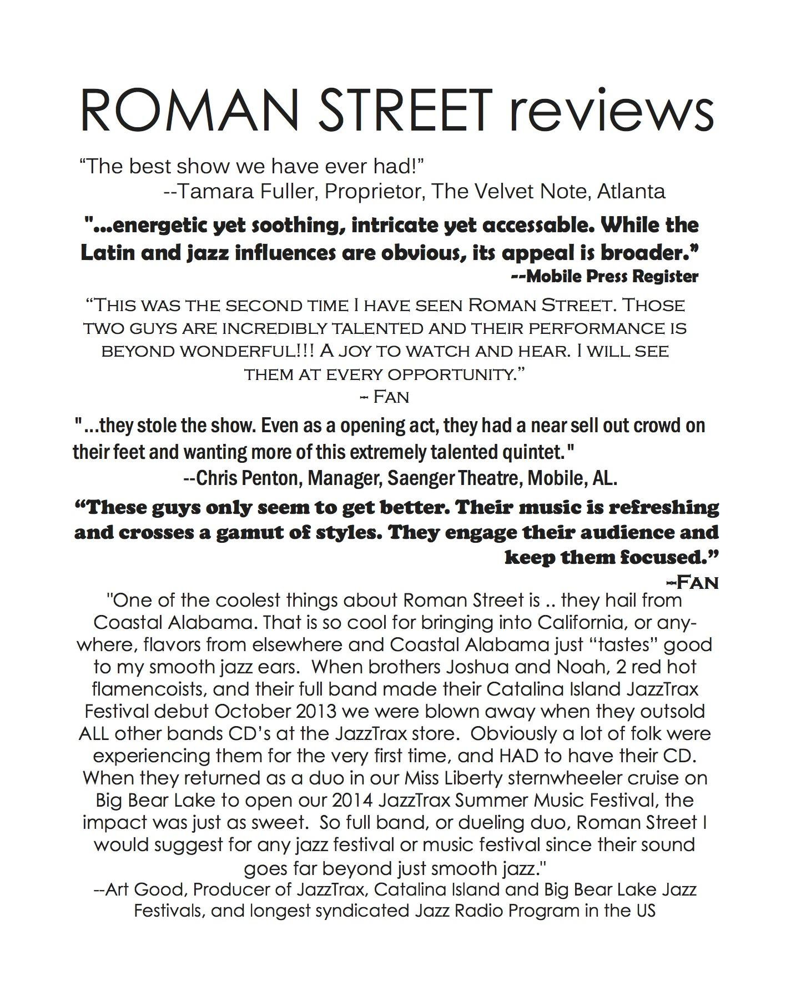 ROMAN STREET reviews
“The best show we have ever had!”
--Tamara Fuller, Proprietor, The Velvet Note, Atlanta
"...energetic yet soothing, intricate yet accessable. While the
Latin and jazz influences are obvious, its appeal is broader.”
--Mobile Press Register
“This was the second time I have seen Roman Street. Those
two guys are incredibly talented and their performance is
beyond wonderful!!! A joy to watch and hear. I will see
them at every opportunity.”
-- Fan
"...they stole the show. Even as a opening act, they had a near sell out crowd on
their feet and wanting more of this extremely talented quintet."
--Chris Penton, Manager, Saenger Theatre, Mobile, AL.
“These guys only seem to get better. Their music is refreshing
and crosses a gamut of styles. They engage their audience and
keep them focused.”
--Fan
"One of the coolest things about Roman Street is .. they hail from
Coastal Alabama. That is so cool for bringing into California, or any-
where, flavors from elsewhere and Coastal Alabama just “tastes” good
to my smooth jazz ears.  When brothers Joshua and Noah, 2 red hot
flamencoists, and their full band made their Catalina Island JazzTrax
Festival debut October 2013 we were blown away when they outsold
ALL other bands CD’s at the JazzTrax store.  Obviously a lot of folk were
experiencing them for the very first time, and HAD to have their CD.
When they returned as a duo in our Miss Liberty sternwheeler cruise on
Big Bear Lake to open our 2014 JazzTrax Summer Music Festival, the
impact was just as sweet.  So full band, or dueling duo, Roman Street I
would suggest for any jazz festival or music festival since their sound
goes far beyond just smooth jazz."
--Art Good, Producer of JazzTrax, Catalina Island and Big Bear Lake Jazz
Festivals, and longest syndicated Jazz Radio Program in the US